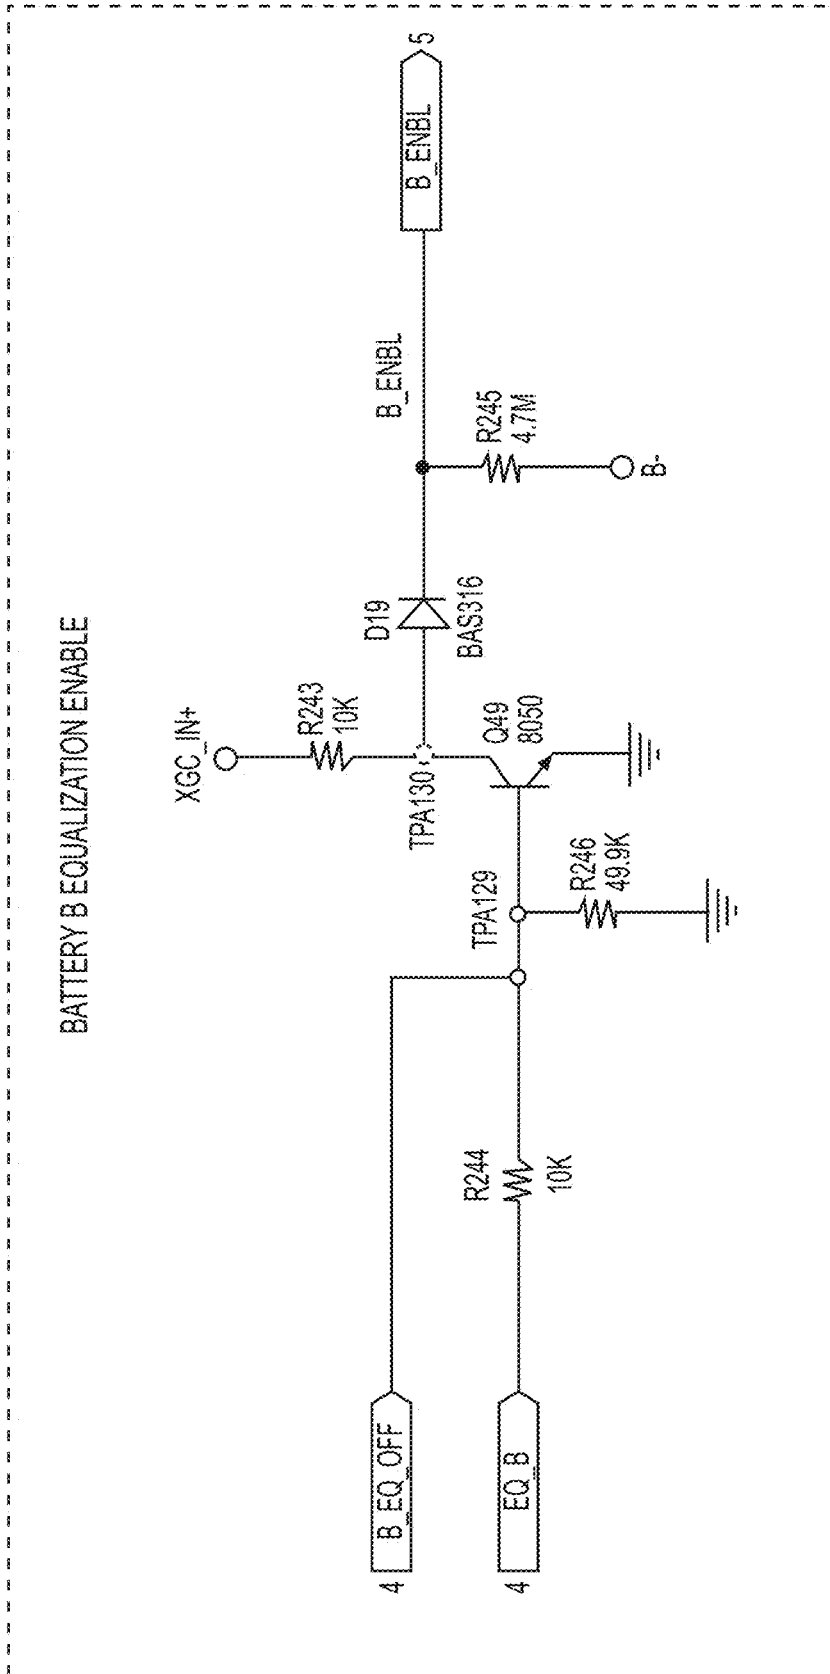 BATTERY B EQUALIZATION ENABLE
XGC_IN+
R243
10K
TPA130
D19
BAS316
B_ENBL
B_ENBL
5
R245
4.7M
B-
Q49
8050
TPA129
R246
49.9K
4
B_EQ_OFF
R244
10K
4
EQ_B